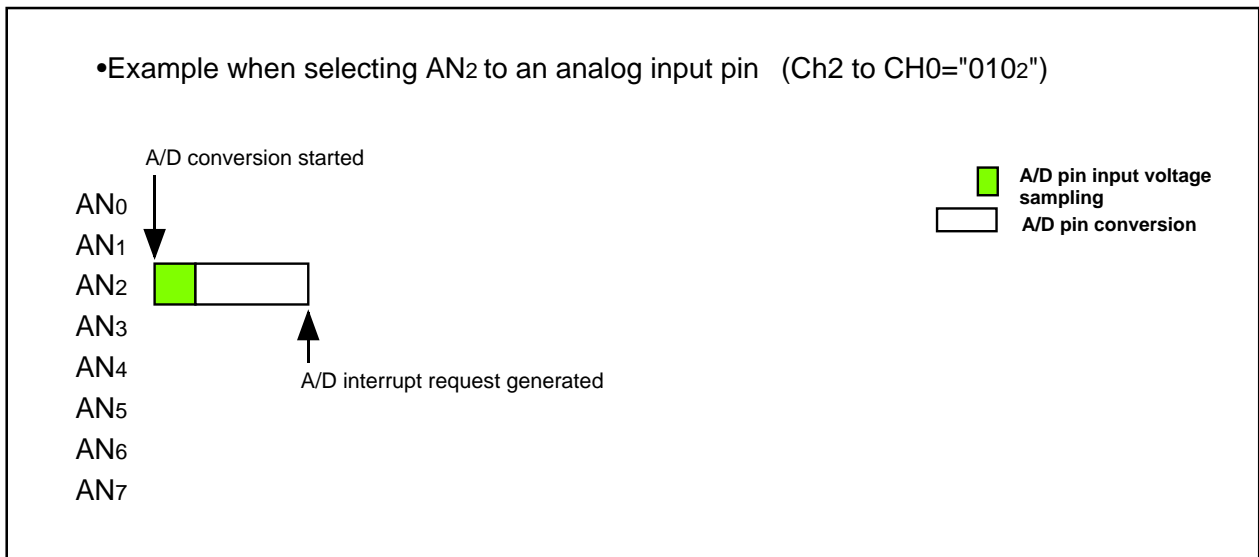 •Example when selecting AN2 to an analog input pin (Ch2 to CH0="0102")
A/D conversion started
AN0
AN1
AN2
AN3
AN4
AN5
AN6
AN7
A/D interrupt request generated
A/D pin input voltage
sampling
A/D pin conversion